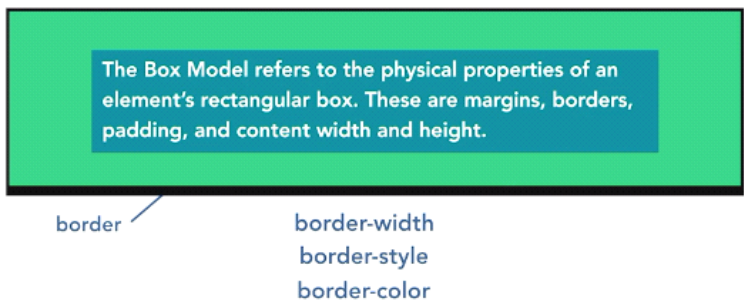 The Box Model refers to the physical properties of an
element's rectangular box. These are margins, borders,
padding, and content width and height.
border
border-width
border-style
border-color